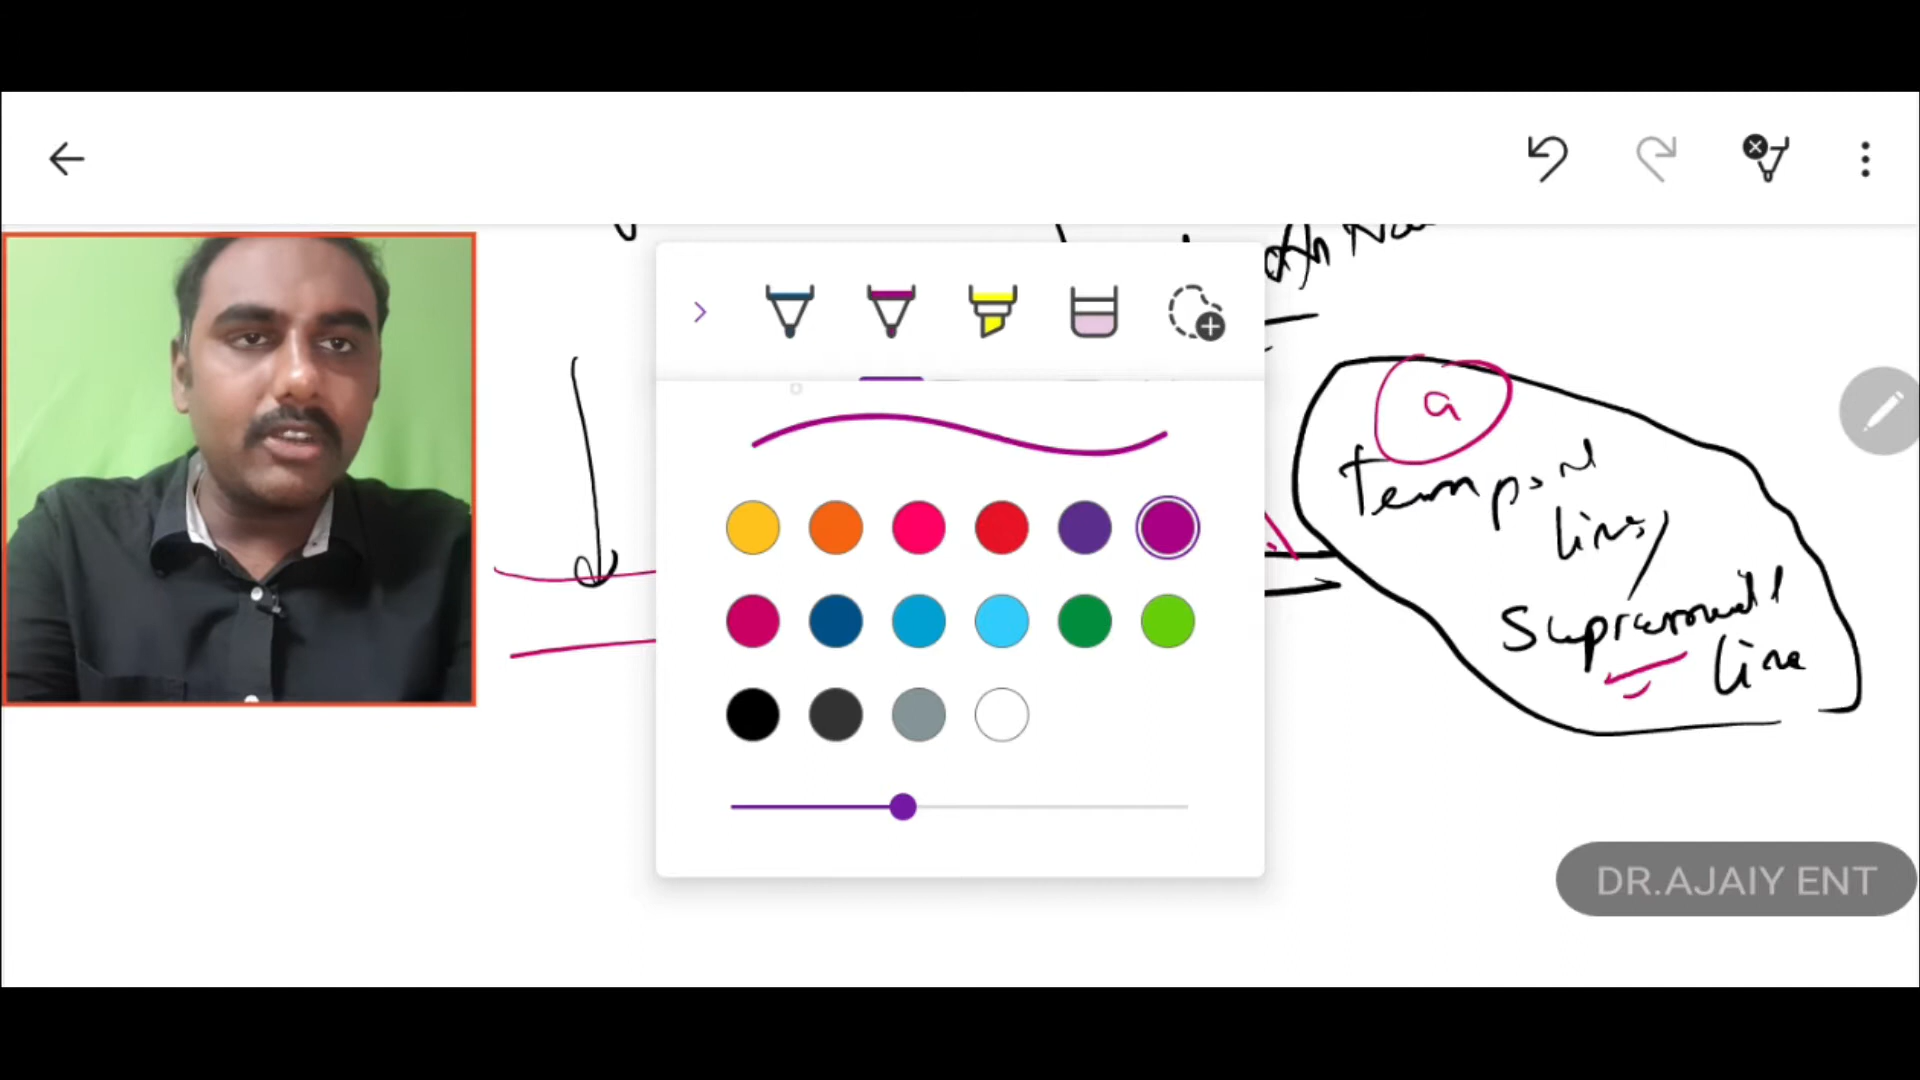 a
Temporal
line/
Suprameatal
line
DR.AJAIY ENT